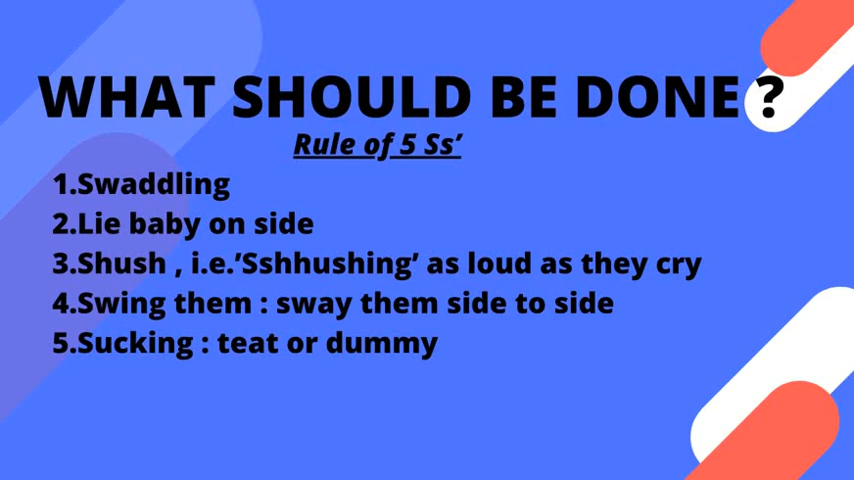 WHAT SHOULD BE DONE ?
Rule of 5 Ss’
1.Swaddling
2.Lie baby on side
3.Shush , i.e.’Sshhushing’ as loud as they cry
4.Swing them : sway them side to side
5.Sucking : teat or dummy